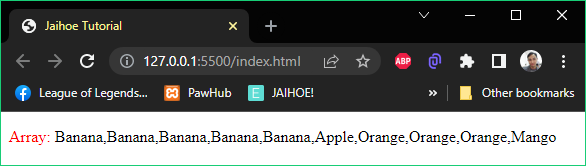 Jaihoe Tutorial
127.0.0.1:5500/index.html
ABP
League of Legends... PawHub E JAIHOE! » Other bookmarks
Array: Banana,Banana,Banana,Banana,Banana,Apple,Orange,Orange,Orange,Mango